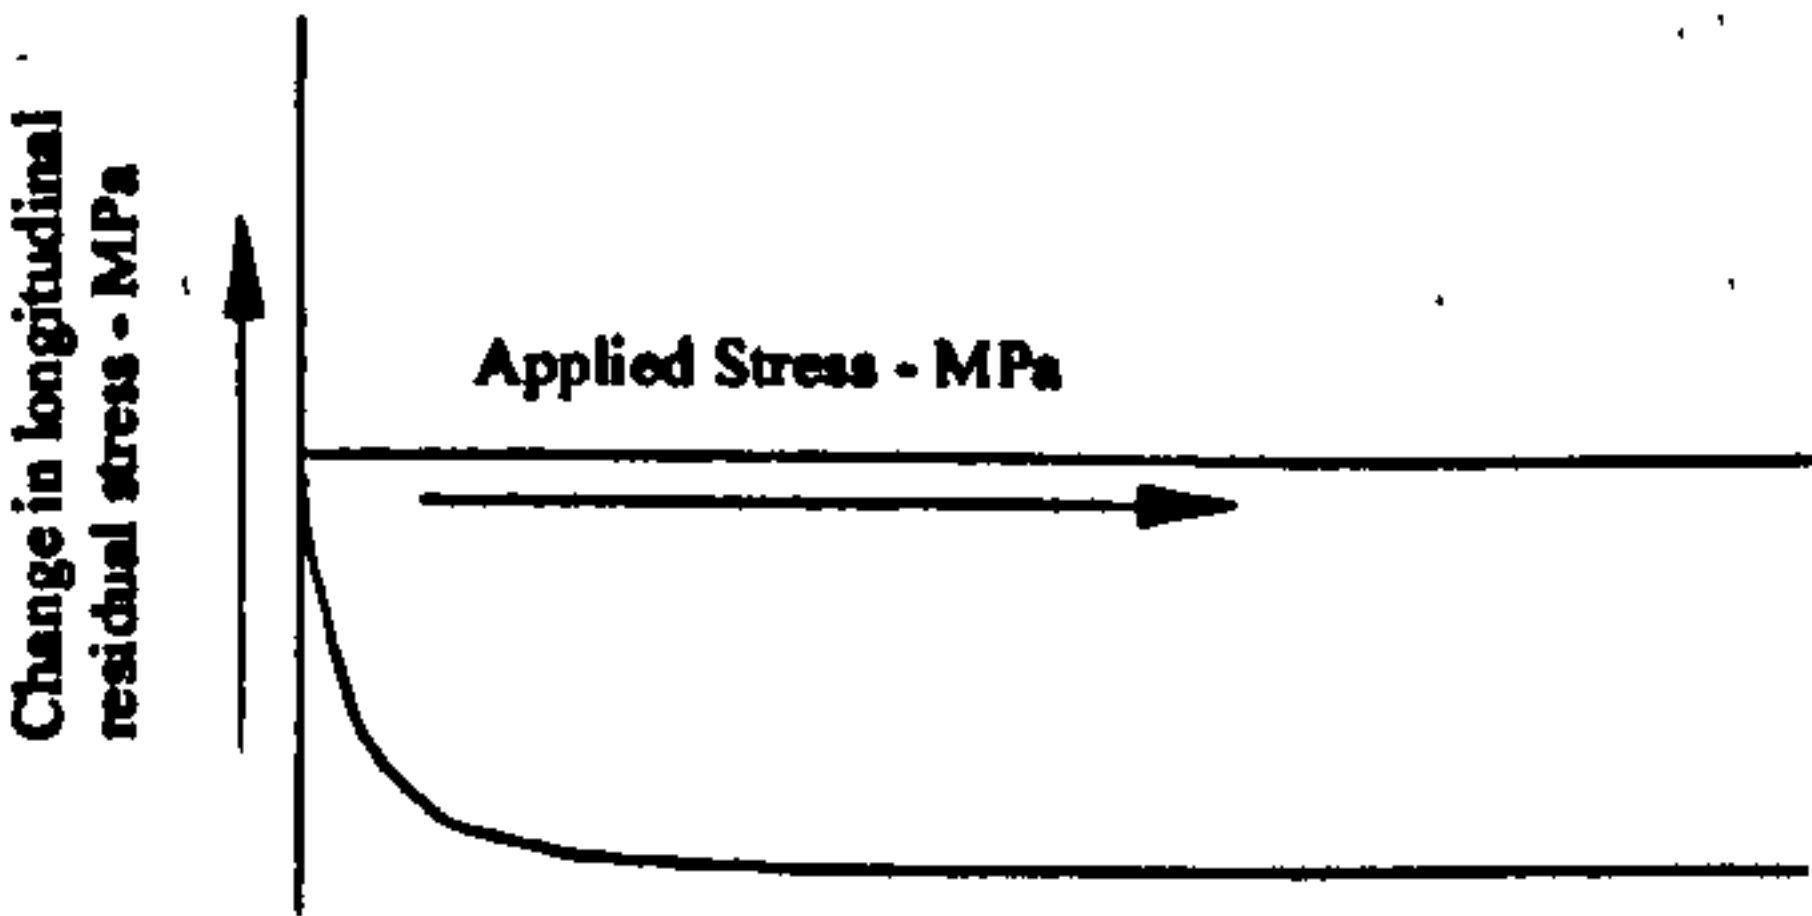 Change in longitudinal
residual stress - MPa
Applied Stress - MPa